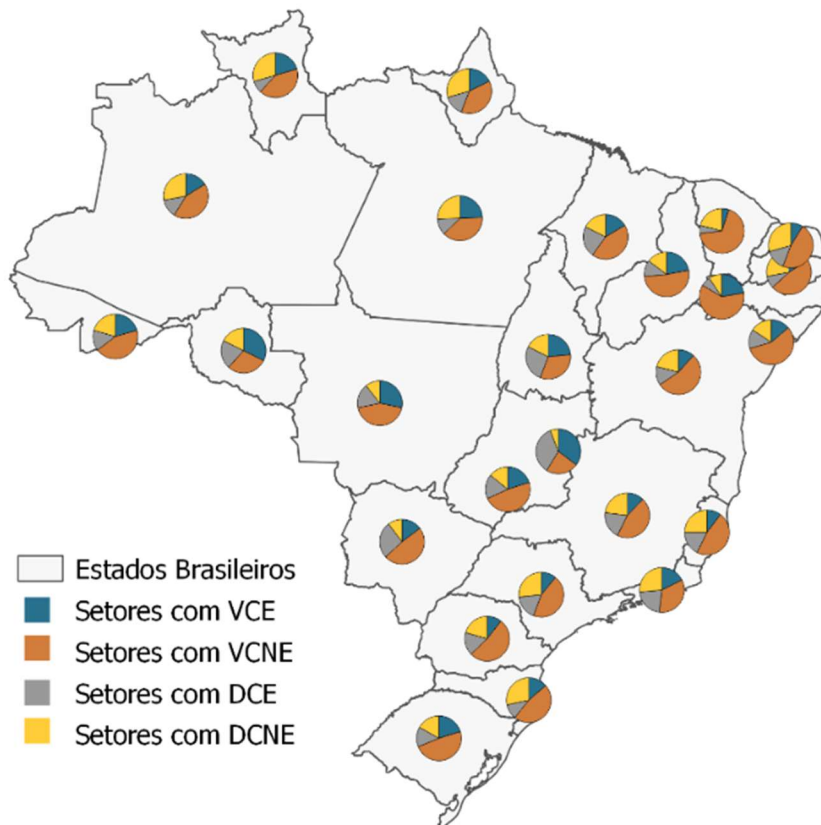 Estados Brasileiros
Setores com VCE
Setores com VCNE
Setores com DCE
Setores com DCNE